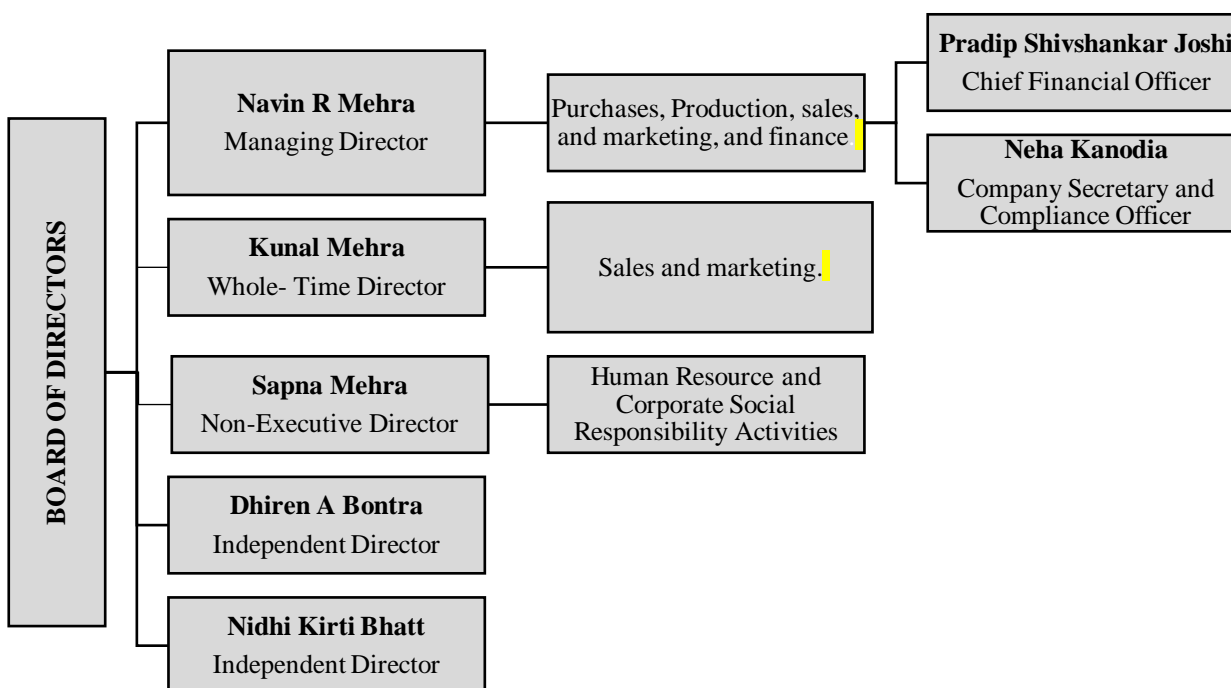 BOARD OF DIRECTORS
Navin R Mehra
Managing Director
Purchases, Production, sales,
and marketing, and finance.
Pradip Shivshankar Joshi
Chief Financial Officer
Neha Kanodia
Company Secretary and
Compliance Officer
Kunal Mehra
Whole- Time Director
Sales and marketing.
Sapna Mehra
Non-Executive Director
Human Resource and
Corporate Social
Responsibility Activities
Dhiren A Bontra
Independent Director
Nidhi Kirti Bhatt
Independent Director